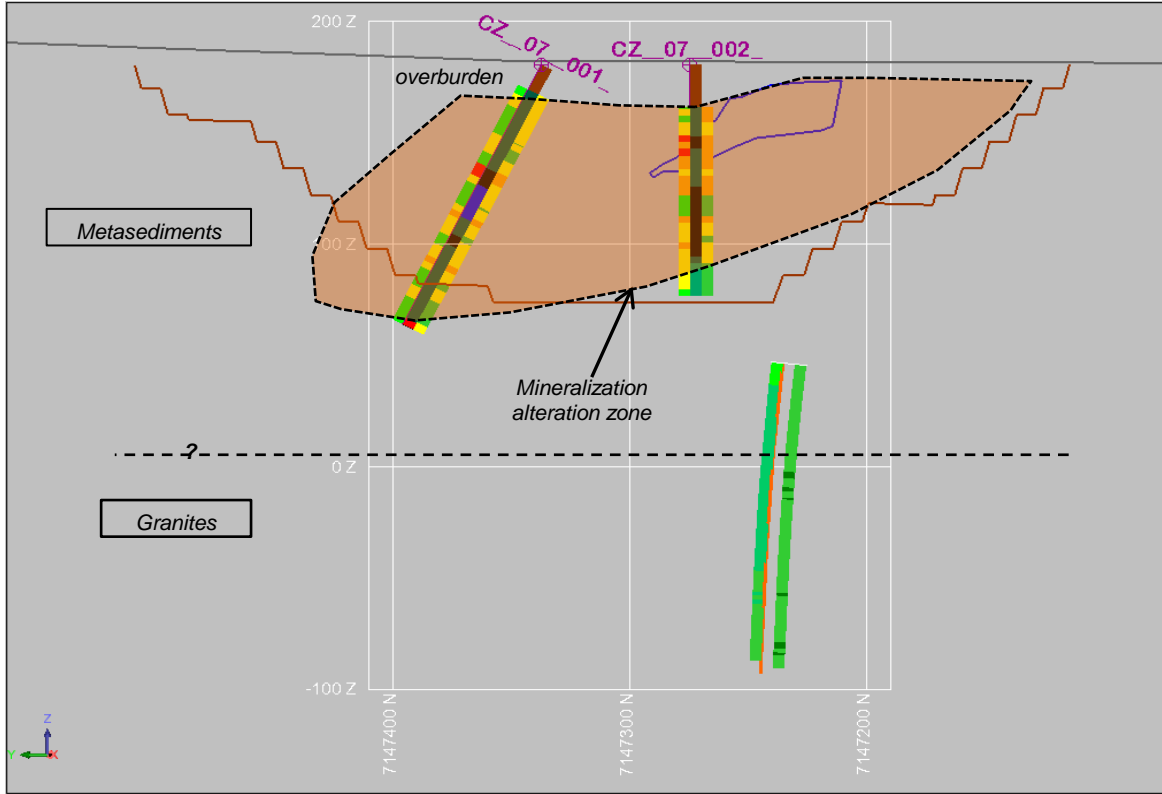 200 Z
CZ__07__001_
CZ__07__002_
overburden
Metasediments
100 Z
Mineralization
alteration zone
?
0 Z
Granites
-100 Z
7147400 N
7147300 N
7147200 N
Z
Y
X